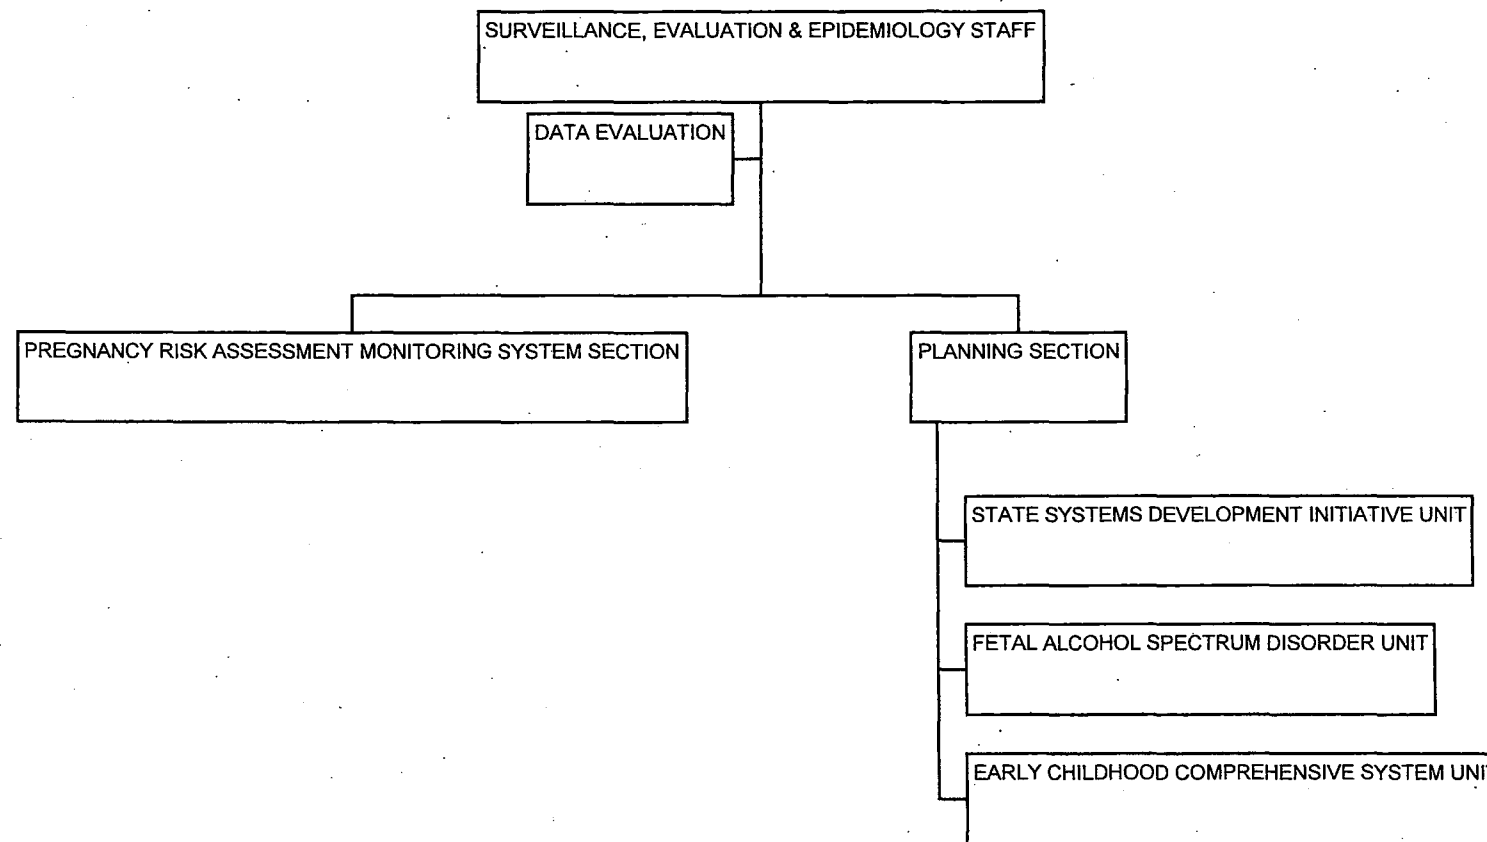 SURVEILLANCE, EVALUATION & EPIDEMIOLOGY STAFF
DATA EVALUATION
PREGNANCY RISK ASSESSMENT MONITORING SYSTEM SECTION
PLANNING SECTION
STATE SYSTEMS DEVELOPMENT INITIATIVE UNIT
FETAL ALCOHOL SPECTRUM DISORDER UNIT
EARLY CHILDHOOD COMPREHENSIVE SYSTEM UNIT